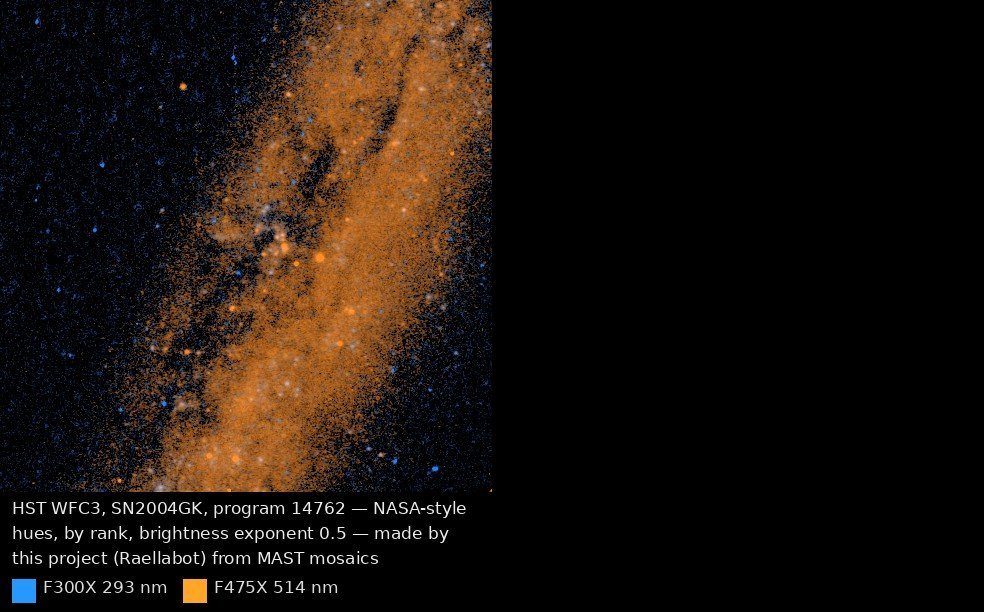 HST WFC3, SN2004GK, program 14762 — NASA-style
hues, by rank, brightness exponent 0.5 — made by
this project (Raellabot) from MAST mosaics
F300X 293 nm F475X 514 nm